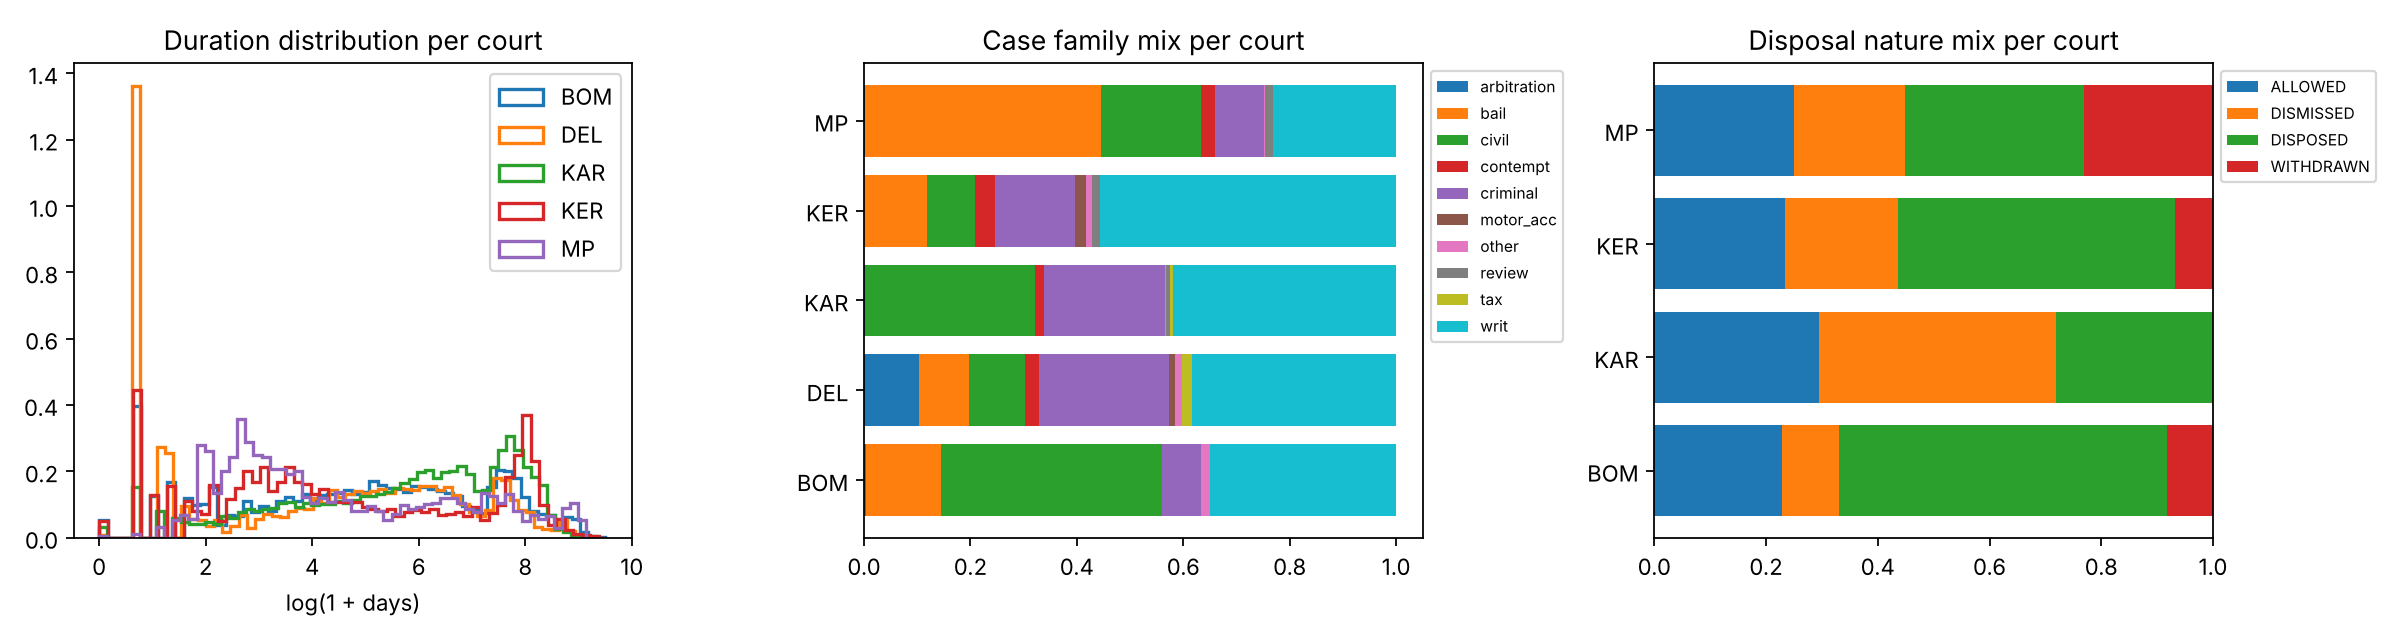 Duration distribution per court
1.4
1.2
1.0
0.8
0.6
0.4
0.2
0.0
0 2 4 6 8 10
log(1 + days)
BOM
DEL
KAR
KER
MP
Case family mix per court
MP
KER
KAR
DEL
BOM
0.0 0.2 0.4 0.6 0.8 1.0
arbitration
bail
civil
contempt
criminal
motor_acc
other
review
tax
writ
Disposal nature mix per court
MP
KER
KAR
BOM
0.0 0.2 0.4 0.6 0.8 1.0
ALLOWED
DISMISSED
DISPOSED
WITHDRAWN